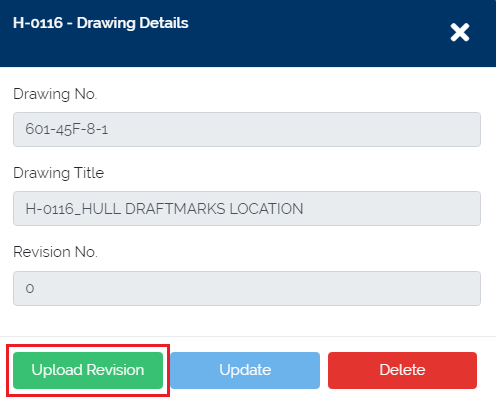 H-0116 - Drawing Details
Drawing No.
601-45F-8-1
Drawing Title
H-0116_HULL DRAFTMARKS LOCATION
Revision No.
0
Upload Revision Update Delete